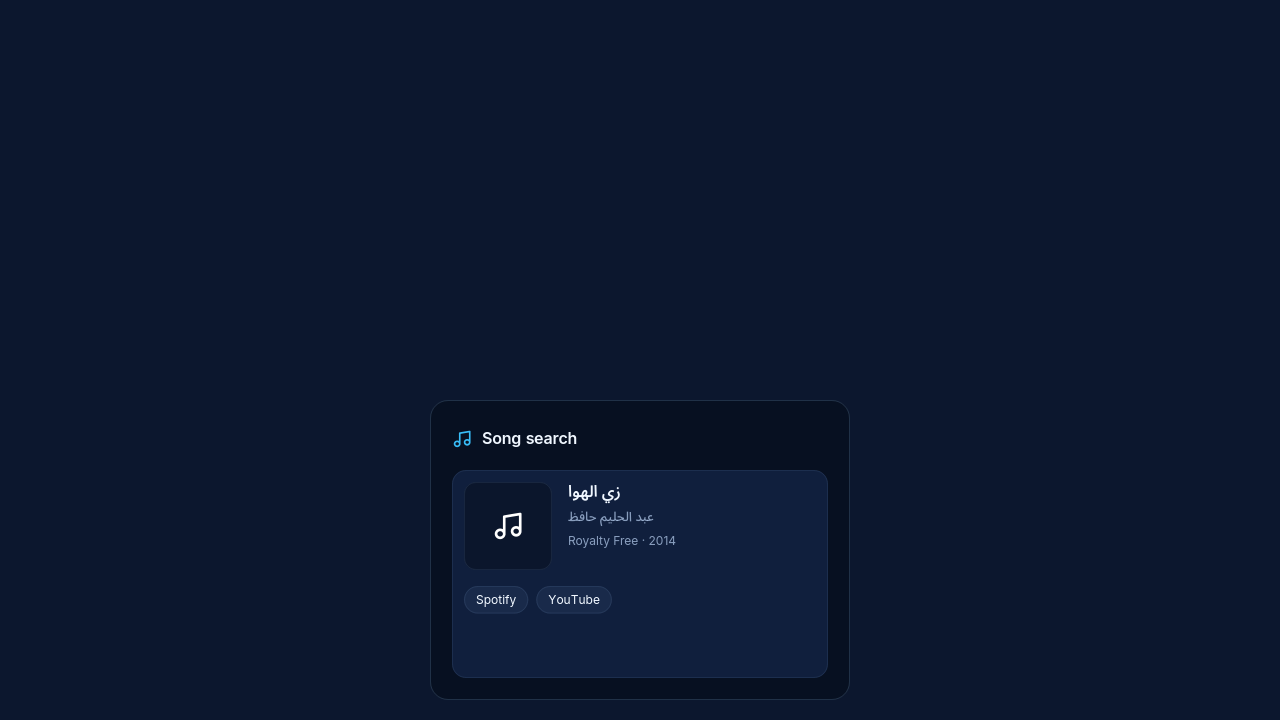 Song search
زي الهوا
عبد الحليم حافظ
Royalty Free · 2014
Spotify
YouTube